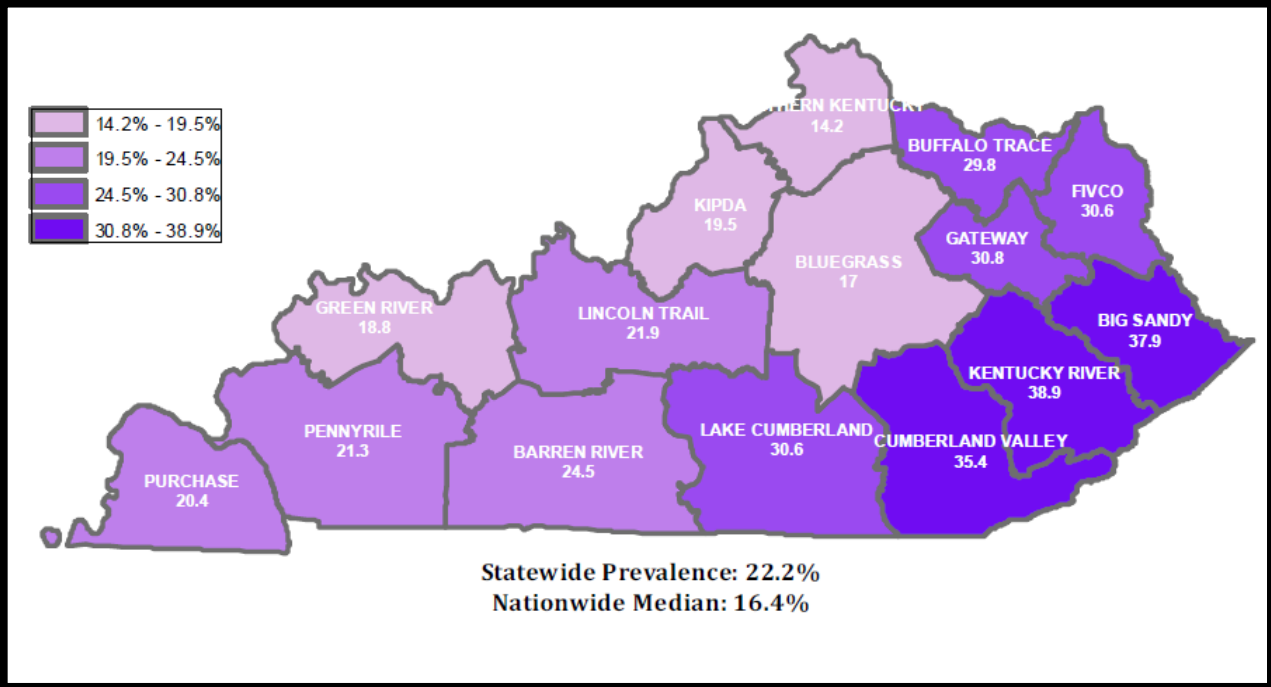 14.2% - 19.5%
19.5% - 24.5%
24.5% - 30.8%
30.8% - 38.9%
KENTUCKY
14.2
BUFFALO TRACE
29.8
FIVCO
30.6
KIPDA
19.5
GATEWAY
30.8
BLUEGRASS
17
GREEN RIVER
18.8
LINCOLN TRAIL
21.9
BIG SANDY
37.9
KENTUCKY RIVER
38.9
PENNYRILE
21.3
LAKE CUMBERLAND
30.6
CUMBERLAND VALLEY
35.4
BARREN RIVER
24.5
PURCHASE
20.4
Statewide Prevalence: 22.2%
Nationwide Median: 16.4%